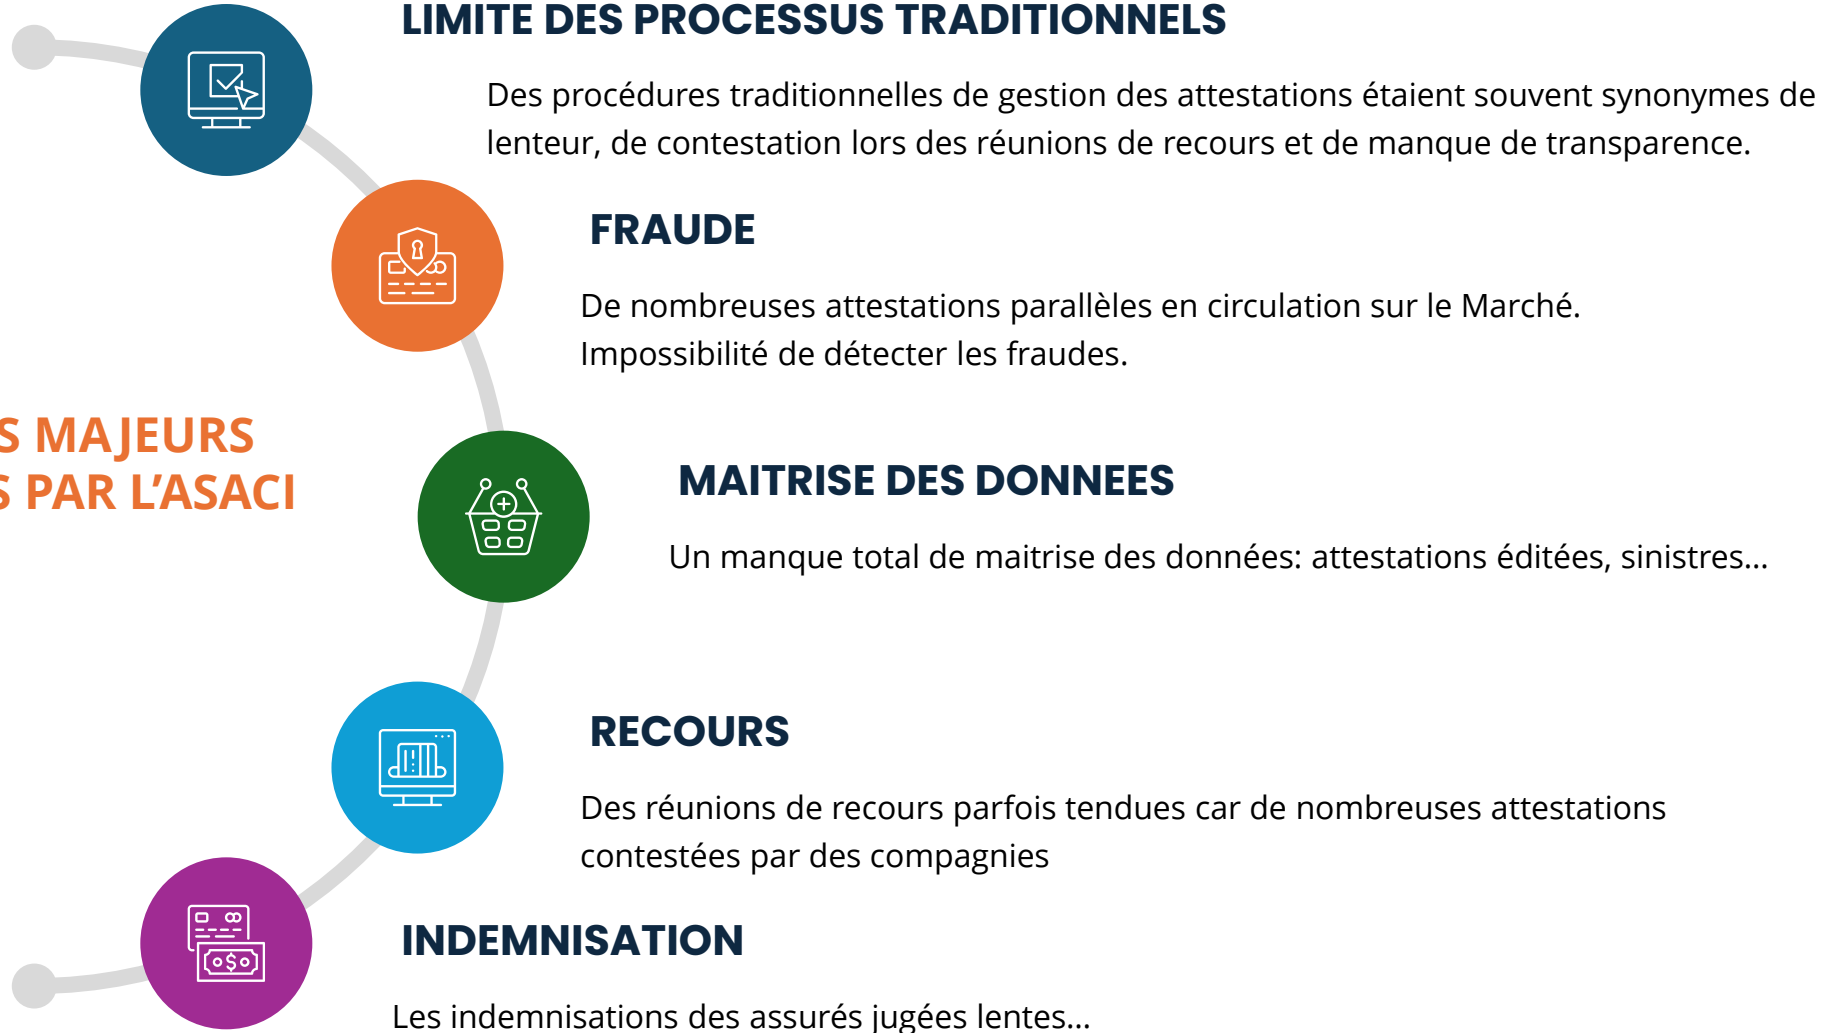 LIMITE DES PROCESSUS TRADITIONNELS
Des procédures traditionnelles de gestion des attestations étaient souvent synonymes de
lenteur, de contestation lors des réunions de recours et de manque de transparence.
FRAUDE
De nombreuses attestations parallèles en circulation sur le Marché.
Impossibilité de détecter les fraudes.
S MAJEURS
S PAR L’ASACI
MAITRISE DES DONNEES
Un manque total de maitrise des données: attestations éditées, sinistres…
RECOURS
Des réunions de recours parfois tendues car de nombreuses attestations
contestées par des compagnies
INDEMNISATION
Les indemnisations des assurés jugées lentes…